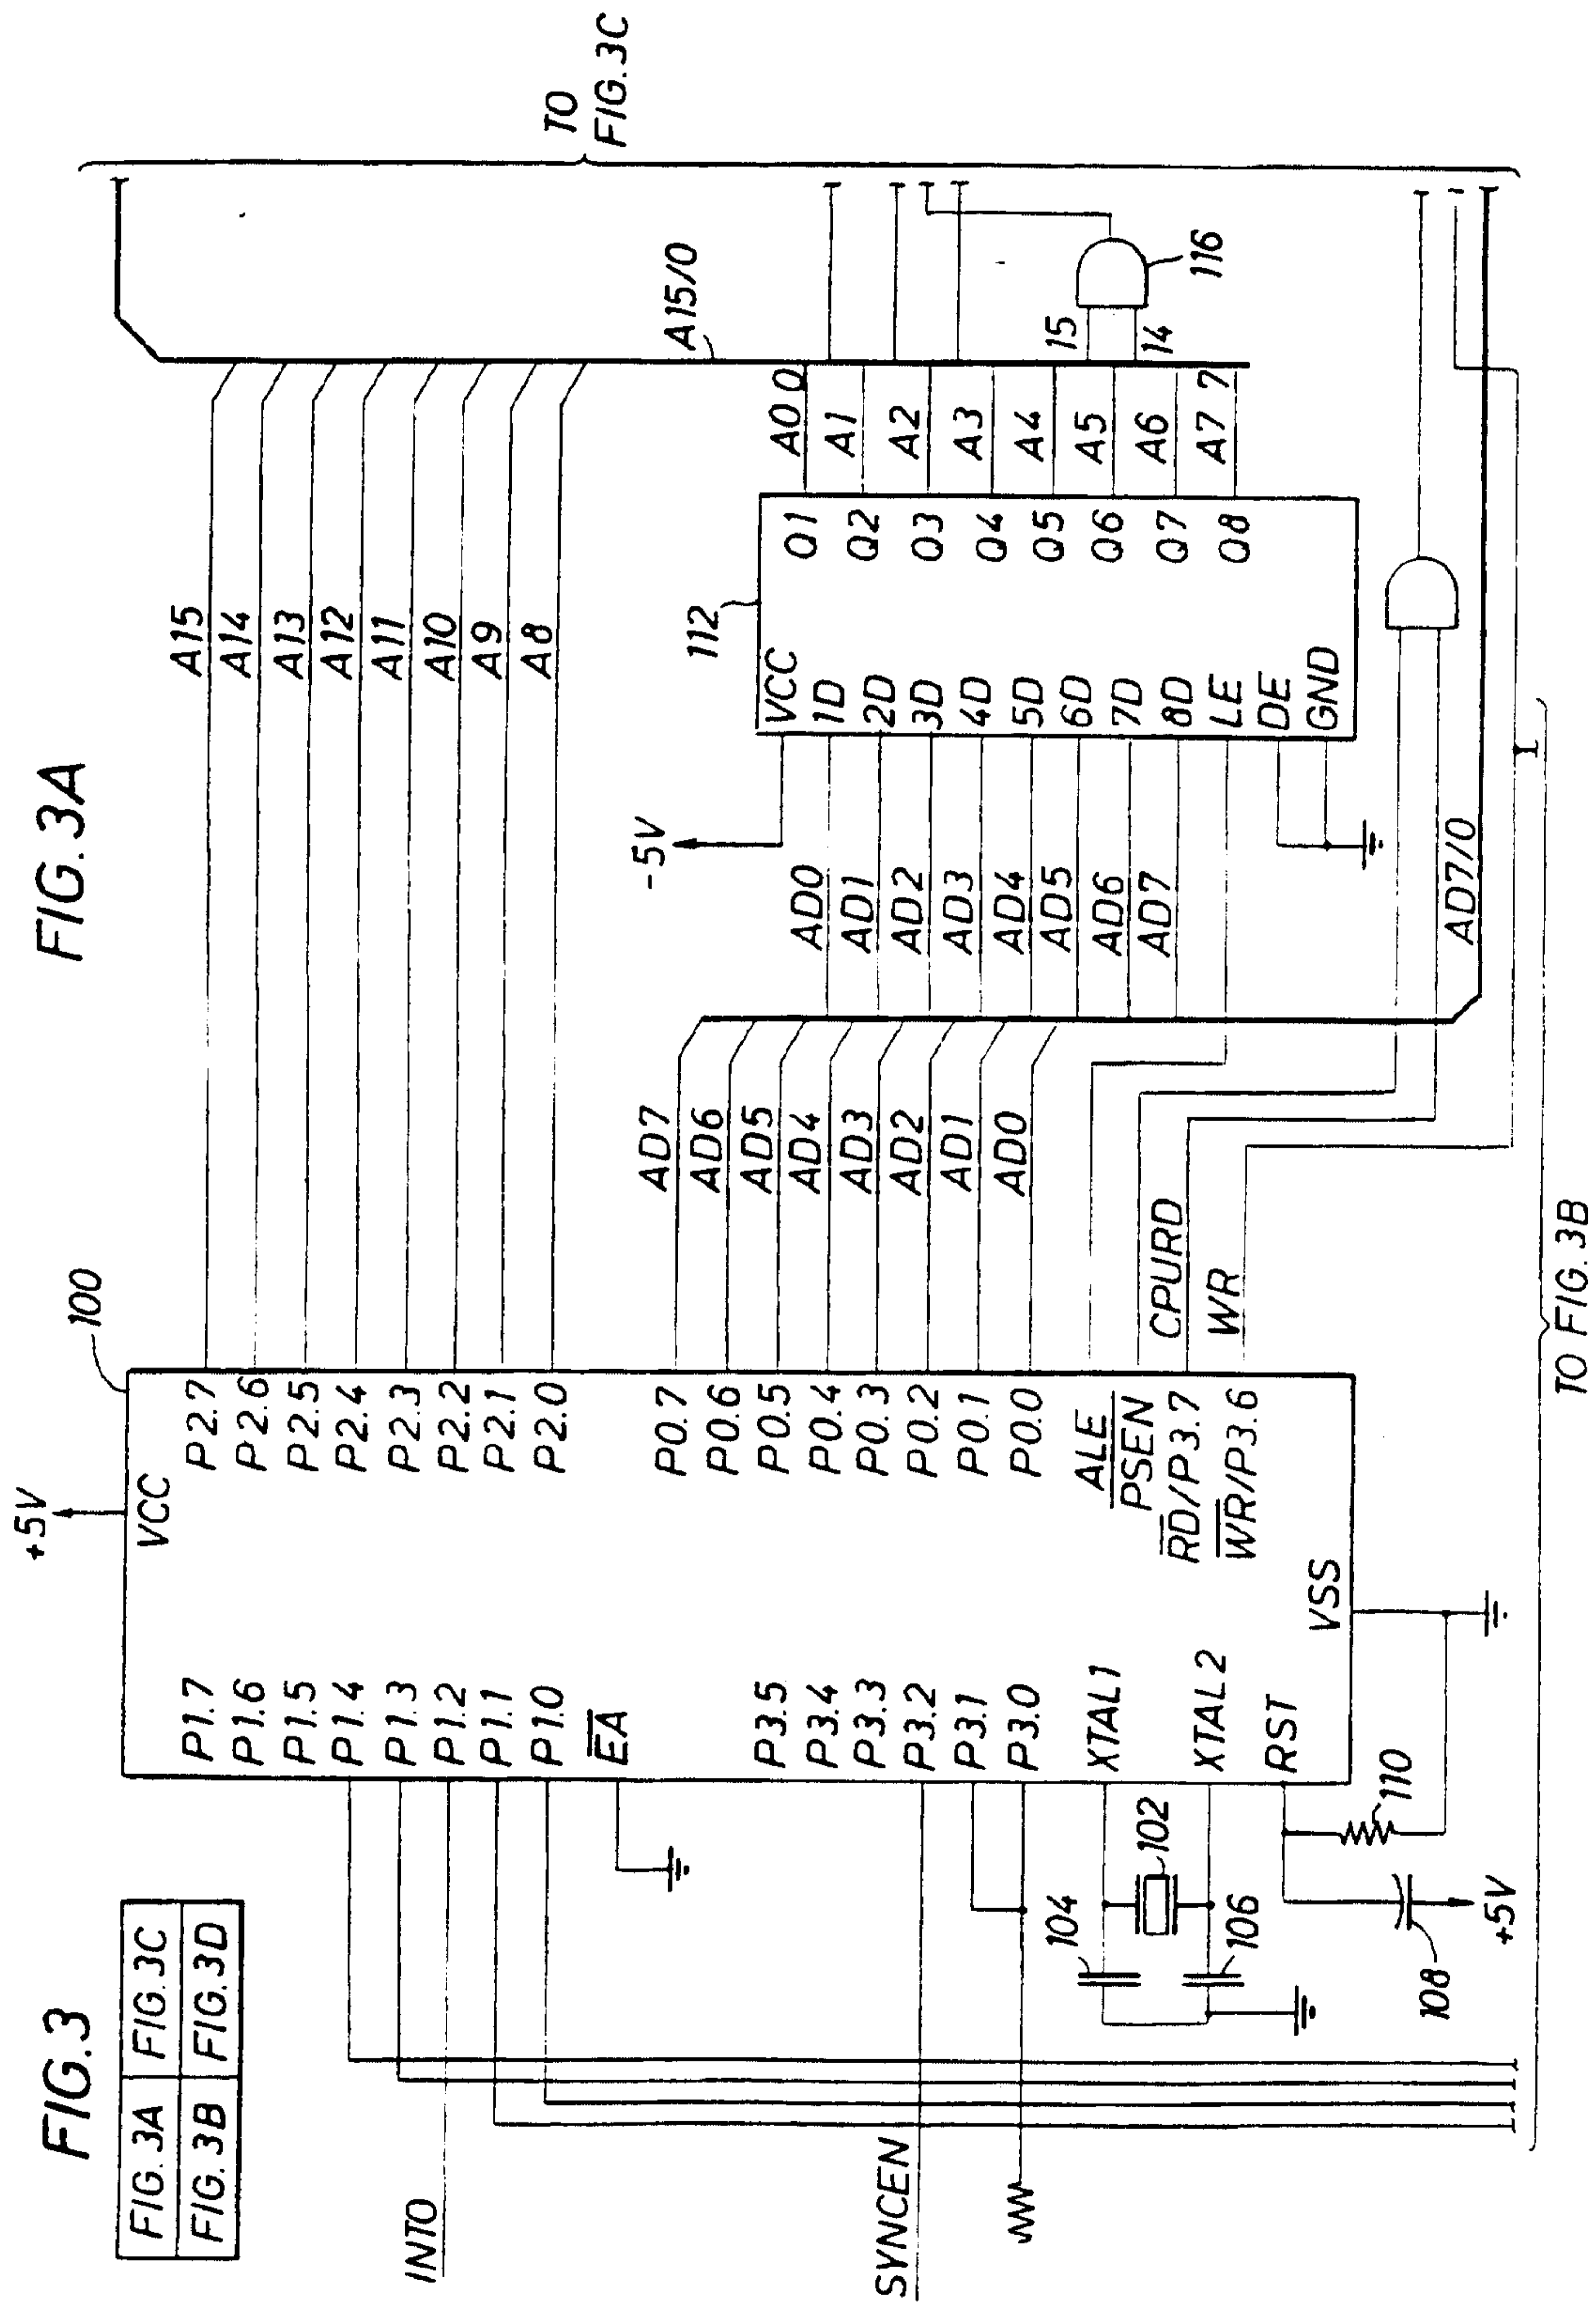 FIG. 3
FIG. 3A FIG. 3C
FIG. 3B FIG. 3D
FIG. 3A
+5V
100
VCC
P1.7
P1.6
P1.5
P1.4
P1.3
P1.2
P1.1
P1.0
EA
P3.5
P3.4
P3.3
P3.2
P3.1
P3.0
XTAL1
XTAL2
RST
VSS
P2.7
P2.6
P2.5
P2.4
P2.3
P2.2
P2.1
P2.0
P0.7
P0.6
P0.5
P0.4
P0.3
P0.2
P0.1
P0.0
ALE
PSEN
RD/P3.7
WR/P3.6
INTO
SYNCEN
104
102
106
108
110
+5V
A15
A14
A13
A12
A11
A10
A9
A8
AD7
AD6
AD5
AD4
AD3
AD2
AD1
AD0
CPURD
WR
-5V
AD0
AD1
AD2
AD3
AD4
AD5
AD6
AD7
112
VCC
1D
2D
3D
4D
5D
6D
7D
8D
LE
DE
GND
Q1
Q2
Q3
Q4
Q5
Q6
Q7
Q8
A0 0
A1
A2
A3
A4
A5
A6
A7 7
A15/0
15
14
116
AD7/0
TO
FIG. 3C
TO FIG. 3B